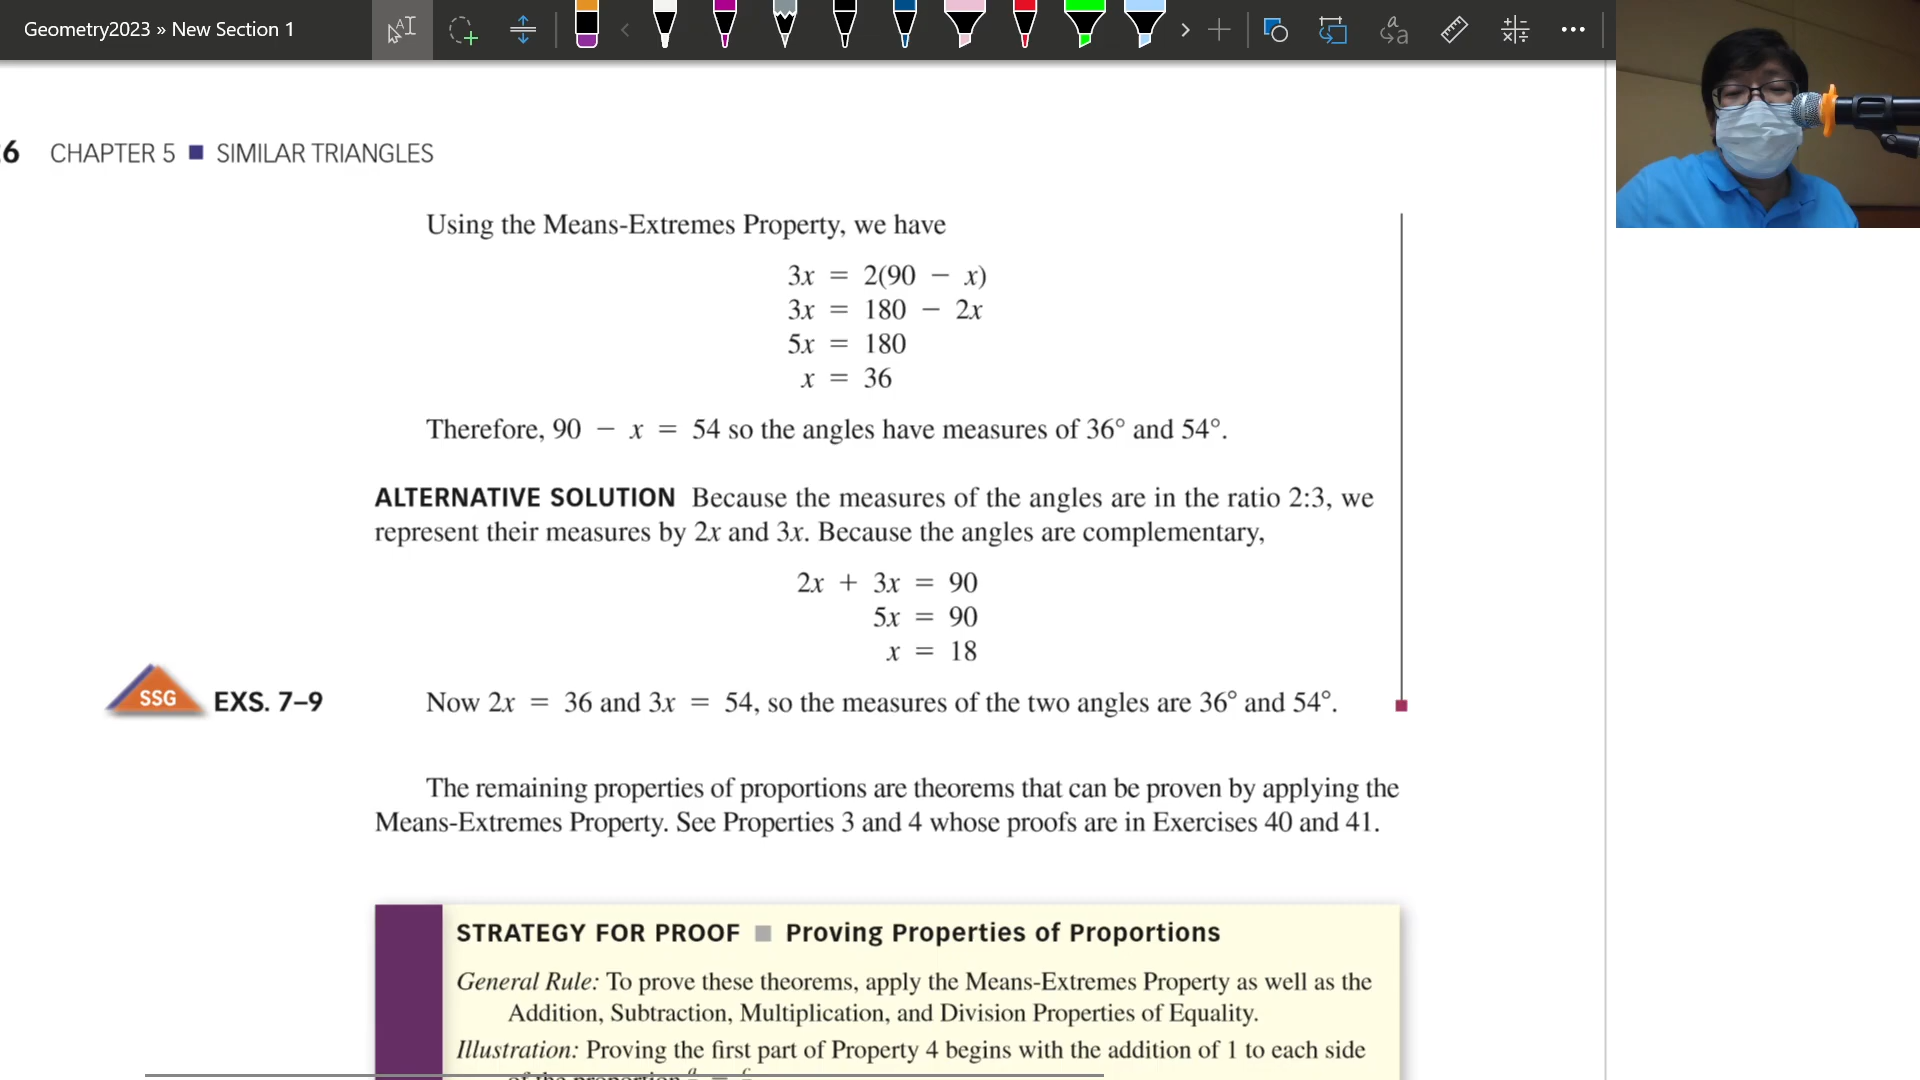 Geometry2023 » New Section 1
6 CHAPTER 5 ■ SIMILAR TRIANGLES
Using the Means-Extremes Property, we have
3x = 2(90 − x)
3x = 180 − 2x
5x = 180
x = 36
Therefore, 90 − x = 54 so the angles have measures of 36° and 54°.
ALTERNATIVE SOLUTION Because the measures of the angles are in the ratio 2:3, we
represent their measures by 2x and 3x. Because the angles are complementary,
2x + 3x = 90
5x = 90
x = 18
SSG EXS. 7–9
Now 2x = 36 and 3x = 54, so the measures of the two angles are 36° and 54°.
The remaining properties of proportions are theorems that can be proven by applying the
Means-Extremes Property. See Properties 3 and 4 whose proofs are in Exercises 40 and 41.
STRATEGY FOR PROOF ■ Proving Properties of Proportions
General Rule: To prove these theorems, apply the Means-Extremes Property as well as the
Addition, Subtraction, Multiplication, and Division Properties of Equality.
Illustration: Proving the first part of Property 4 begins with the addition of 1 to each side
of the proportion